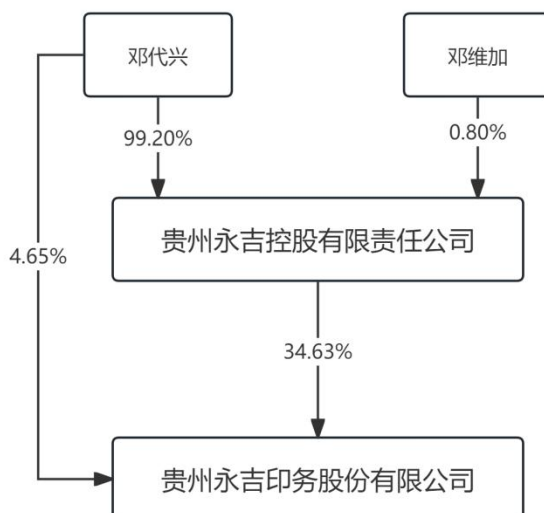 邓代兴
邓维加
99.20%
0.80%
贵州永吉控股有限责任公司
4.65%
34.63%
贵州永吉印务股份有限公司